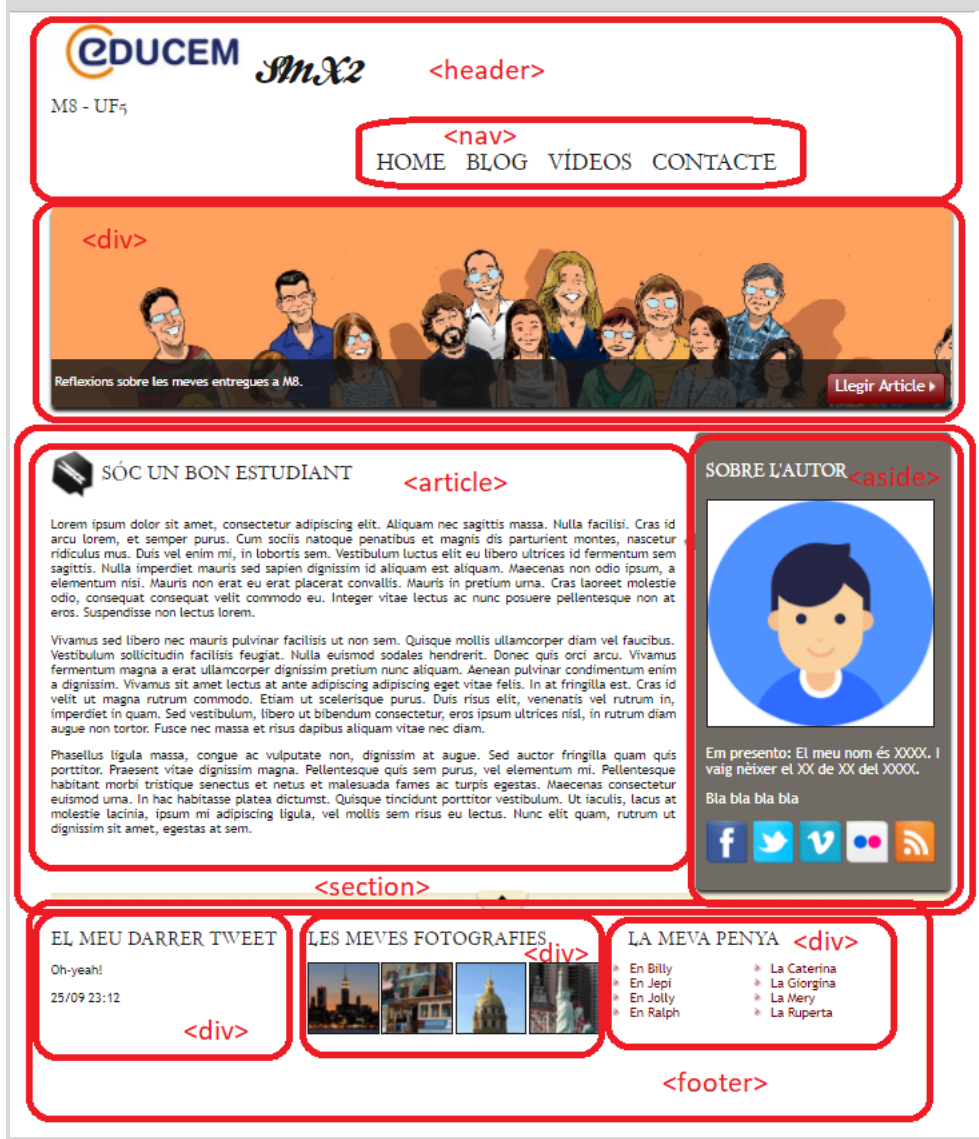 eDUCEM
SMX2
<header>
M8 - UF5
<nav>
HOME BLOG VÍDEOS CONTACTE
<div>
Reflexions sobre les meves entregues a M8.
Llegir Article
SÓC UN BON ESTUDIANT
<article>
Lorem ipsum dolor sit amet, consectetur adipiscing elit. Aliquam nec sagittis massa. Nulla facilisi. Cras id
arcu lorem, et semper purus. Cum sociis natoque penatibus et magnis dis parturient montes, nascetur
ridiculus mus. Duis vel enim mi, in lobortis sem. Vestibulum luctus elit eu libero ultrices id fermentum sem
sagittis. Nulla imperdiet mauris sed sapien dignissim id aliquam est aliquam. Maecenas non odio ipsum, a
elementum nisi. Mauris non erat eu erat placerat convallis. Mauris in pretium urna. Cras laoreet molestie
odio, consequat consequat velit commodo eu. Integer vitae lectus ac nunc posuere pellentesque non at
eros. Suspendisse non lectus lorem.
Vivamus sed libero nec mauris pulvinar facilisis ut non sem. Quisque mollis ullamcorper diam vel faucibus.
Vestibulum sollicitudin facilisis feugiat. Nulla euismod sodales hendrerit. Donec quis orci arcu. Vivamus
fermentum magna a erat ullamcorper dignissim pretium nunc aliquam. Aenean pulvinar condimentum enim
a dignissim. Vivamus sit amet lectus at ante adipiscing adipiscing eget vitae felis. In at fringilla est. Cras id
velit ut magna rutrum commodo. Etiam ut scelerisque purus. Duis risus elit, venenatis vel rutrum in,
imperdiet in quam. Sed vestibulum, libero ut bibendum consectetur, eros ipsum ultrices nisl, in rutrum diam
augue non tortor. Fusce nec massa et risus dapibus aliquam vitae nec diam.
Phasellus ligula massa, congue ac vulputate non, dignissim at augue. Sed auctor fringilla quam quis
porttitor. Praesent vitae dignissim magna. Pellentesque quis sem purus, vel elementum mi. Pellentesque
habitant morbi tristique senectus et netus et malesuada fames ac turpis egestas. Maecenas consectetur
euismod urna. In hac habitasse platea dictumst. Quisque tincidunt porttitor vestibulum. Ut iaculis, lacus at
molestie lacinia, ipsum mi adipiscing ligula, vel mollis sem risus eu lectus. Nunc elit quam, rutrum ut
dignissim sit amet, egestas at sem.
SOBRE L'AUTOR
<aside>
Em presento: El meu nom és XXXX. I
vaig nèixer el XX de XX del XXXX.
Bla bla bla bla
<section>
EL MEU DARRER TWEET
Oh-yeah!
25/09 23:12
<div>
LES MEVES FOTOGRAFIES
<div>
LA MEVA PENYA
<div>
En Billy
En Jepi
En Jolly
En Ralph
La Caterina
La Giorgina
La Mery
La Ruperta
<footer>